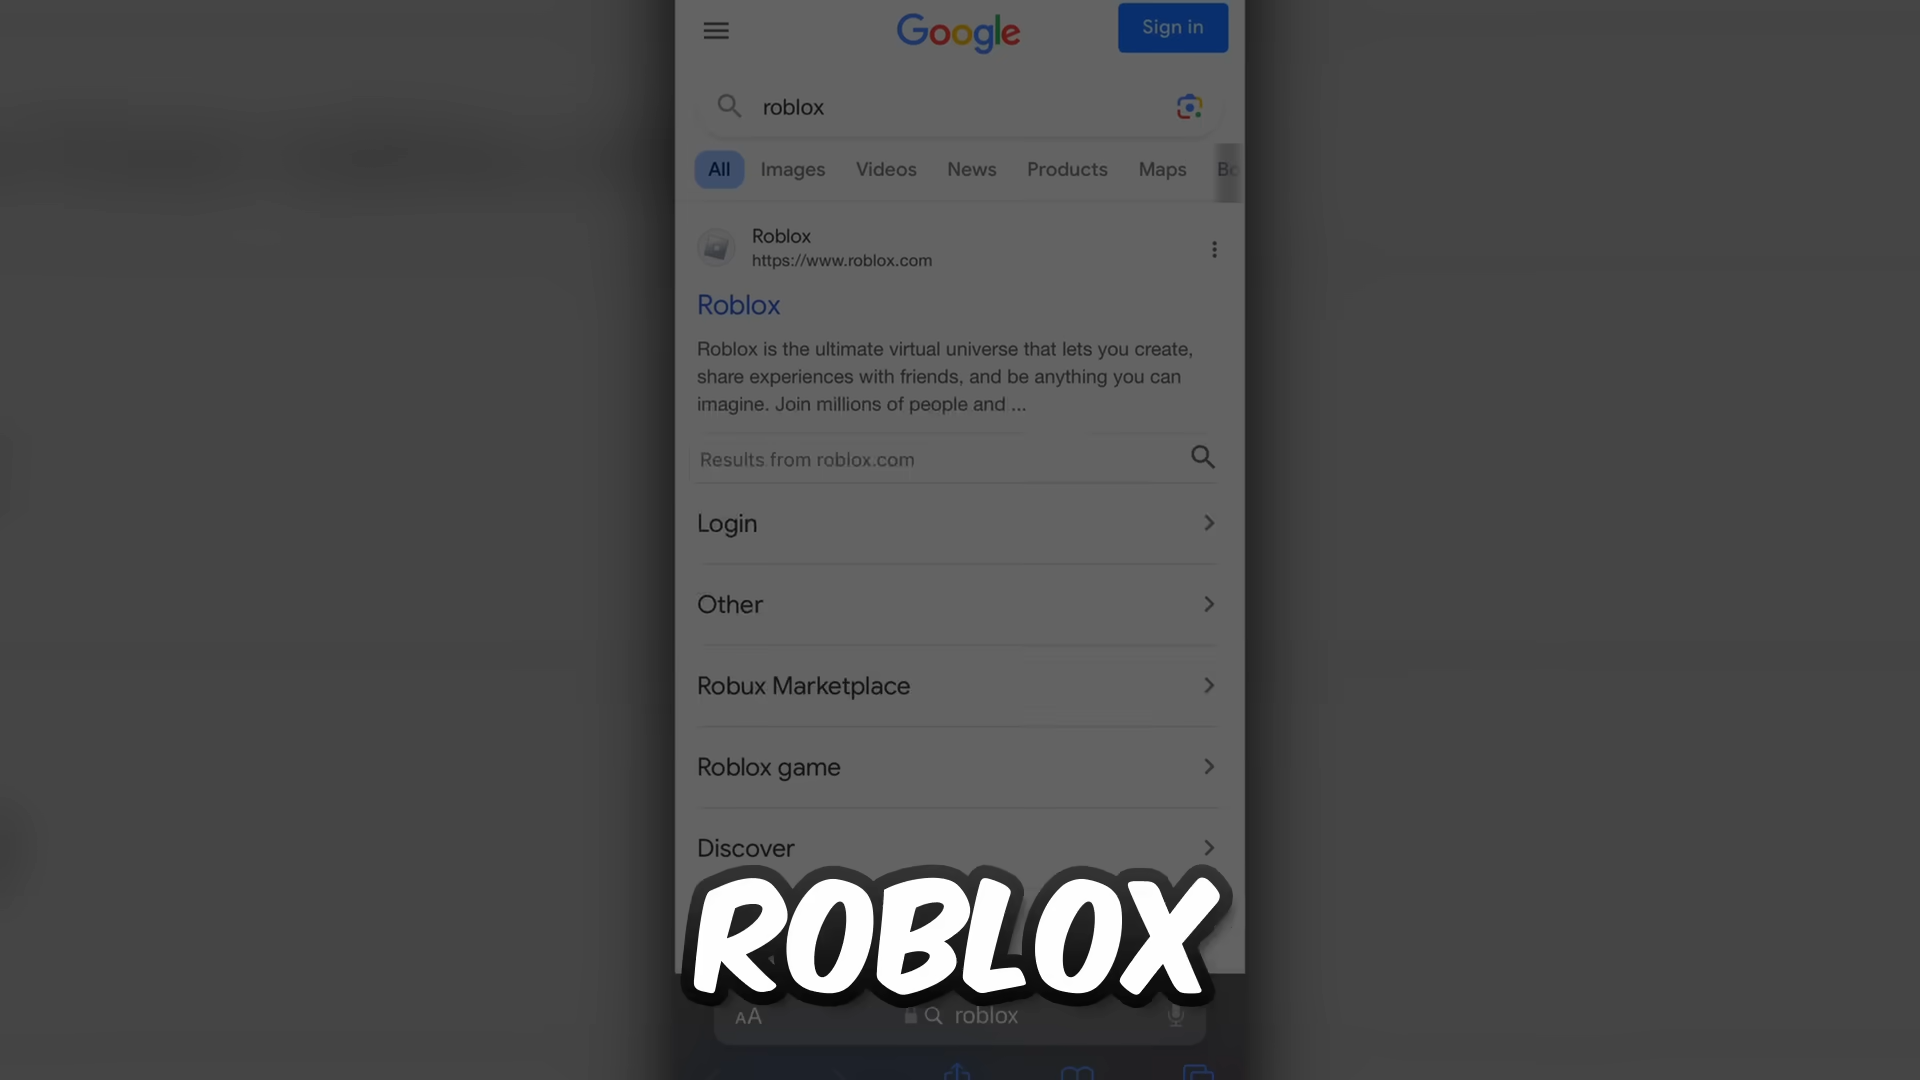 Google
Sign in
roblox
All Images Videos News Products Maps
Roblox
https://www.roblox.com
Roblox
Roblox is the ultimate virtual universe that lets you create,
share experiences with friends, and be anything you can
imagine. Join millions of people and ...
Results from roblox.com
Login
Other
Robux Marketplace
Roblox game
Discover
ROBLOX
AA roblox